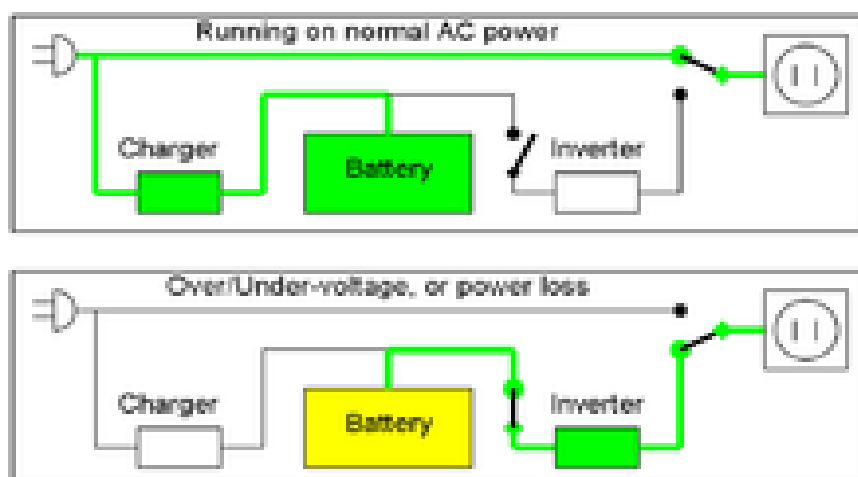 Running on normal AC power
Charger
Battery
Inverter
Over/Under-voltage, or power loss
Charger
Battery
Inverter